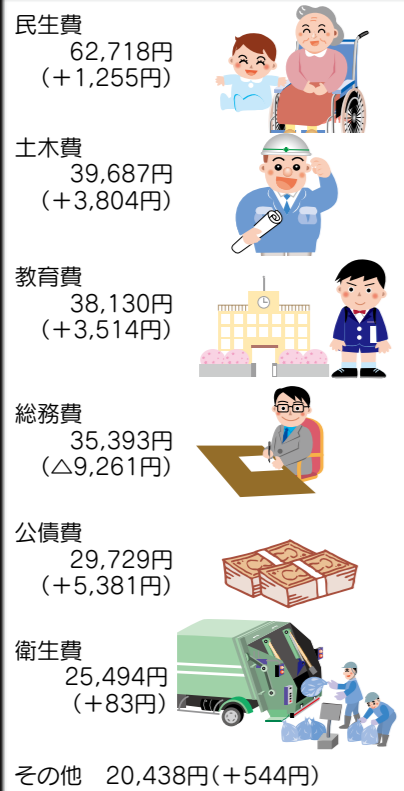 民生費
62,718円
（＋1,255円）
土木費
39,687円
（＋3,804円）
教育費
38,130円
（＋3,514円）
総務費
35,393円
（△9,261円）
公債費
29,729円
（＋5,381円）
衛生費
25,494円
（＋83円）
その他　20,438円（＋544円）